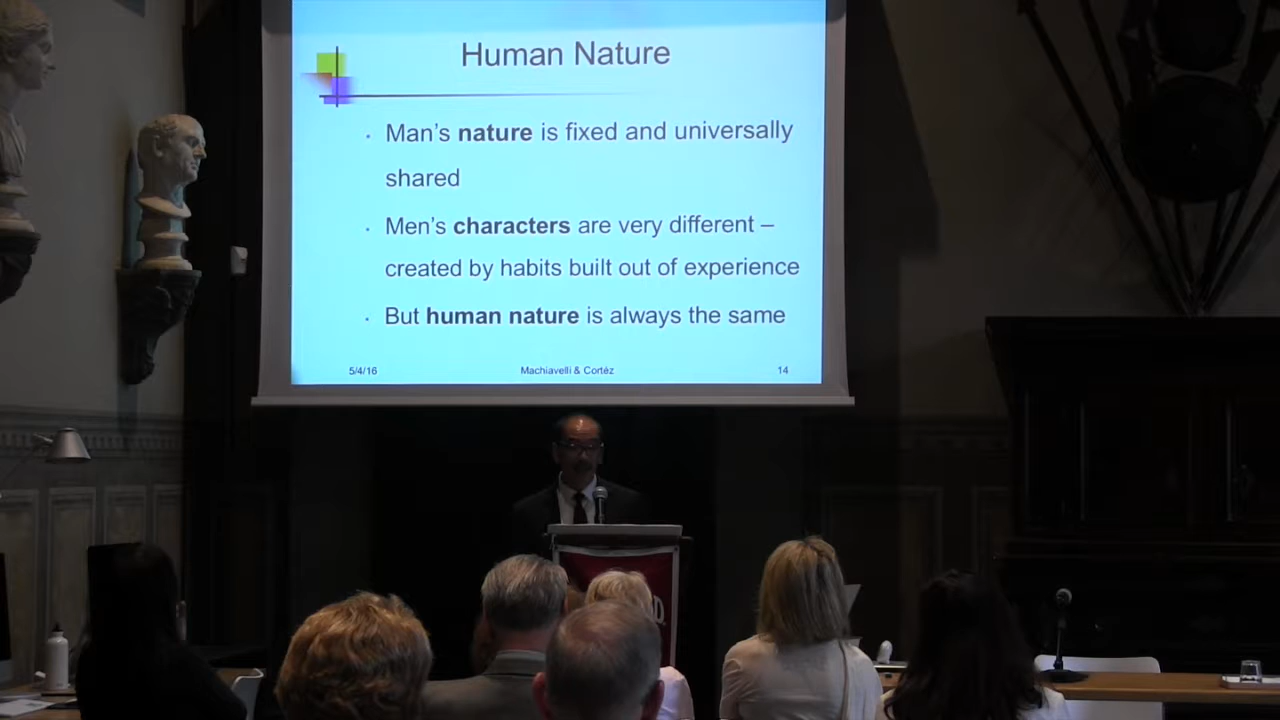 Human Nature
· Man’s nature is fixed and universally
shared
· Men’s characters are very different –
created by habits built out of experience
· But human nature is always the same
5/4/16 Machiavelli & Cortéz 14